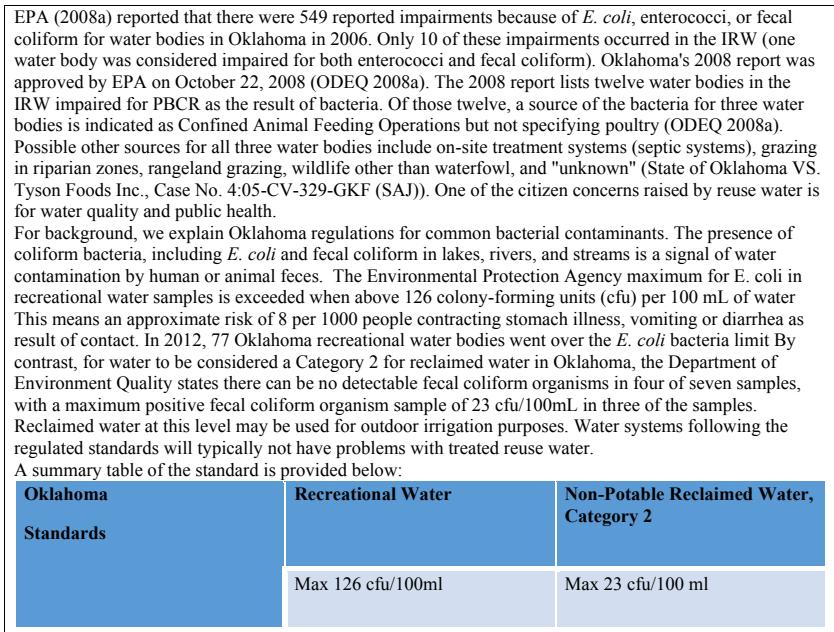 EPA (2008a) reported that there were 549 reported impairments because of E. coli, enterococci, or fecal
coliform for water bodies in Oklahoma in 2006. Only 10 of these impairments occurred in the IRW (one
water body was considered impaired for both enterococci and fecal coliform). Oklahoma's 2008 report was
approved by EPA on October 22, 2008 (ODEQ 2008a). The 2008 report lists twelve water bodies in the
IRW impaired for PBCR as the result of bacteria. Of those twelve, a source of the bacteria for three water
bodies is indicated as Confined Animal Feeding Operations but not specifying poultry (ODEQ 2008a).
Possible other sources for all three water bodies include on-site treatment systems (septic systems), grazing
in riparian zones, rangeland grazing, wildlife other than waterfowl, and "unknown" (State of Oklahoma VS.
Tyson Foods Inc., Case No. 4:05-CV-329-GKF (SAJ)). One of the citizen concerns raised by reuse water is
for water quality and public health.
For background, we explain Oklahoma regulations for common bacterial contaminants. The presence of
coliform bacteria, including E. coli and fecal coliform in lakes, rivers, and streams is a signal of water
contamination by human or animal feces.  The Environmental Protection Agency maximum for E. coli in
recreational water samples is exceeded when above 126 colony-forming units (cfu) per 100 mL of water
This means an approximate risk of 8 per 1000 people contracting stomach illness, vomiting or diarrhea as
result of contact. In 2012, 77 Oklahoma recreational water bodies went over the E. coli bacteria limit By
contrast, for water to be considered a Category 2 for reclaimed water in Oklahoma, the Department of
Environment Quality states there can be no detectable fecal coliform organisms in four of seven samples,
with a maximum positive fecal coliform organism sample of 23 cfu/100mL in three of the samples.
Reclaimed water at this level may be used for outdoor irrigation purposes. Water systems following the
regulated standards will typically not have problems with treated reuse water.
A summary table of the standard is provided below:
Oklahoma
Standards
Recreational Water
Non-Potable Reclaimed Water,
Category 2
Max 126 cfu/100ml
Max 23 cfu/100 ml